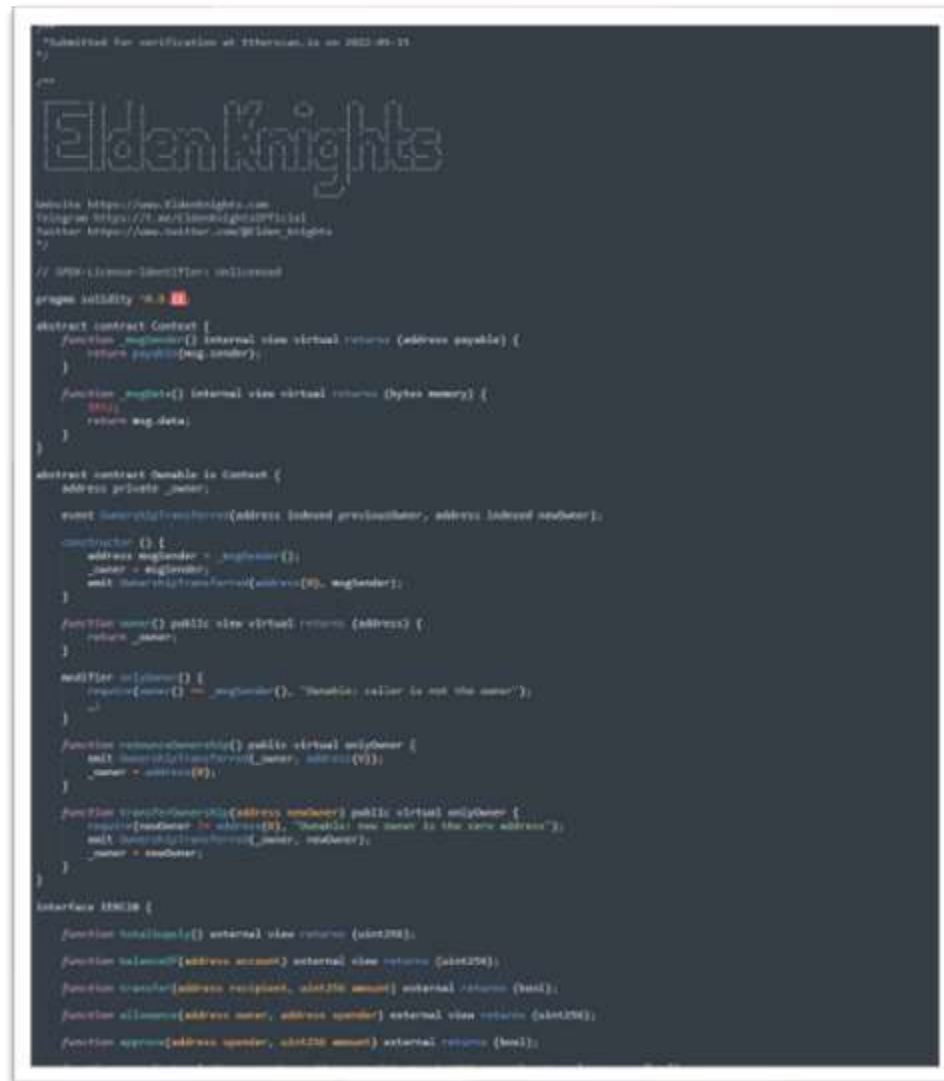 *Submitted for verification at Etherscan.io on 2022-05-15
*/
/**
Elden Knights
Website https://www.EldenKnights.com
Telegram https://t.me/EldenKnightsOfficial
Twitter https://www.twitter.com/@Elden_knights
*/
// SPDX-License-Identifier: Unlicensed
pragma solidity ^0.8.
abstract contract Context {
function _msgSender() internal view virtual returns (address payable) {
return payable(msg.sender);
}
function _msgData() internal view virtual returns (bytes memory) {
this;
return msg.data;
}
}
abstract contract Ownable is Context {
address private _owner;
event OwnershipTransferred(address indexed previousOwner, address indexed newOwner);
constructor () {
address msgSender = _msgSender();
_owner = msgSender;
emit OwnershipTransferred(address(0), msgSender);
}
function owner() public view virtual returns (address) {
return _owner;
}
modifier onlyOwner() {
require(owner() == _msgSender(), "Ownable: caller is not the owner");
_;
}
function renounceOwnership() public virtual onlyOwner {
emit OwnershipTransferred(_owner, address(0));
_owner = address(0);
}
function transferOwnership(address newOwner) public virtual onlyOwner {
require(newOwner != address(0), "Ownable: new owner is the zero address");
emit OwnershipTransferred(_owner, newOwner);
_owner = newOwner;
}
}
interface IERC20 {
function totalSupply() external view returns (uint256);
function balanceOf(address account) external view returns (uint256);
function transfer(address recipient, uint256 amount) external returns (bool);
function allowance(address owner, address spender) external view returns (uint256);
function approve(address spender, uint256 amount) external returns (bool);